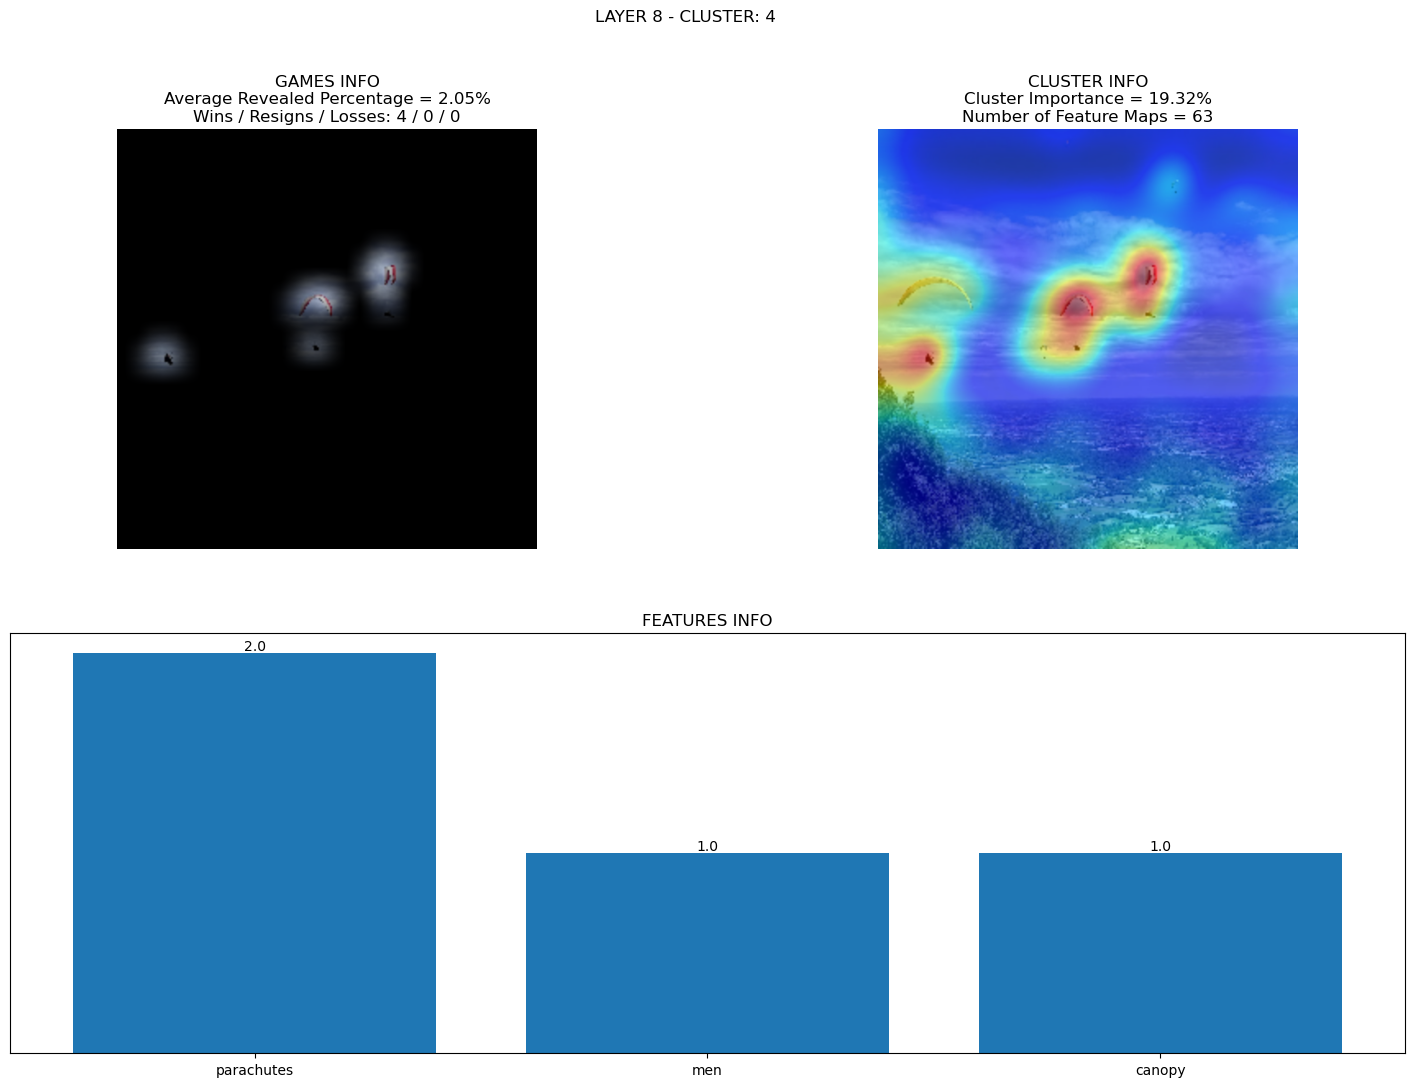 LAYER 8 - CLUSTER: 4
GAMES INFO
Average Revealed Percentage = 2.05%
Wins / Resigns / Losses: 4 / 0 / 0
CLUSTER INFO
Cluster Importance = 19.32%
Number of Feature Maps = 63
FEATURES INFO
2.0
1.0
1.0
parachutes
men
canopy